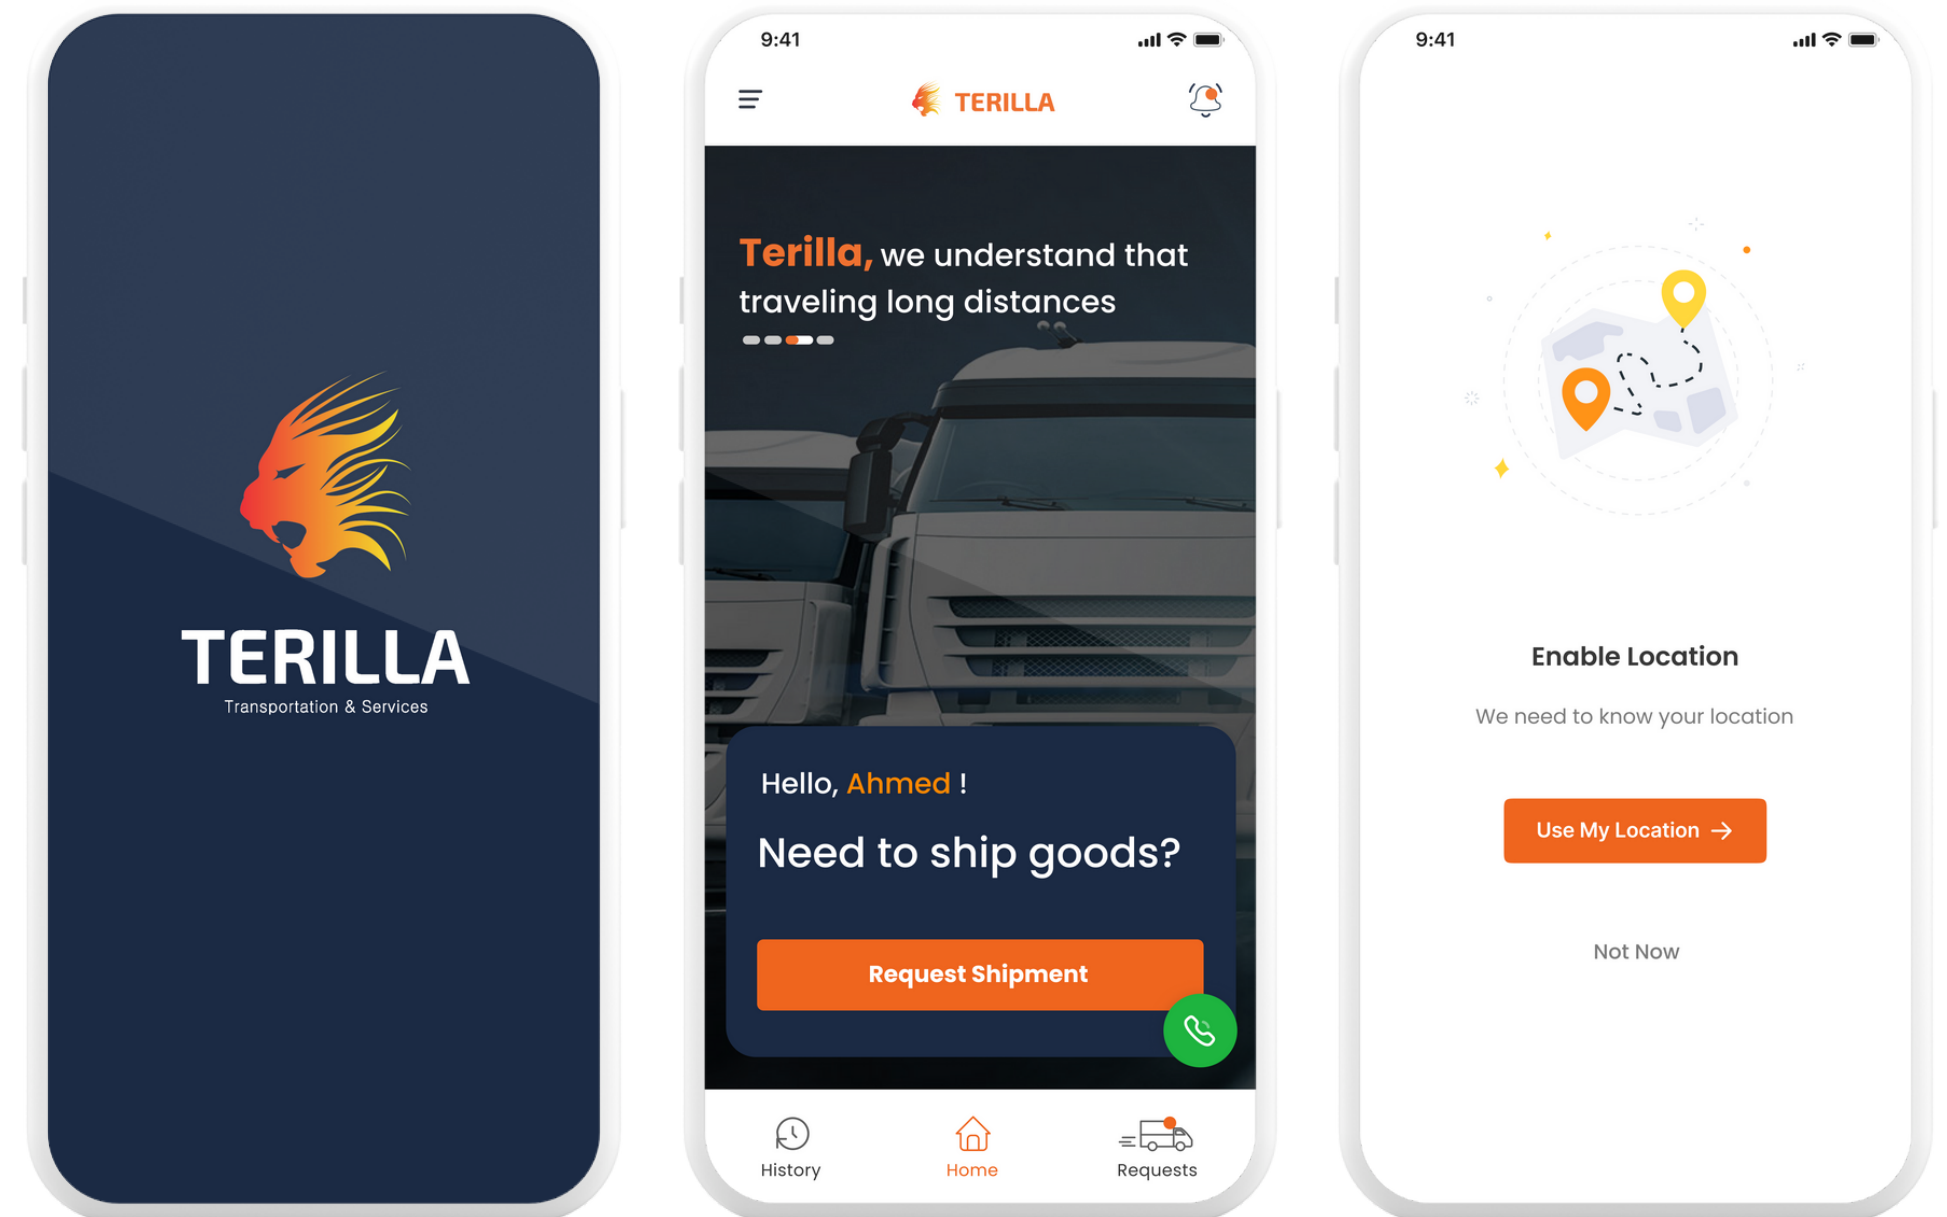 TERILLA
Transportation & Services
9:41
TERILLA
Terilla, we understand that
traveling long distances
Hello, Ahmed !
Need to ship goods?
Request Shipment
History
Home
Requests
9:41
Enable Location
We need to know your location
Use My Location
Not Now